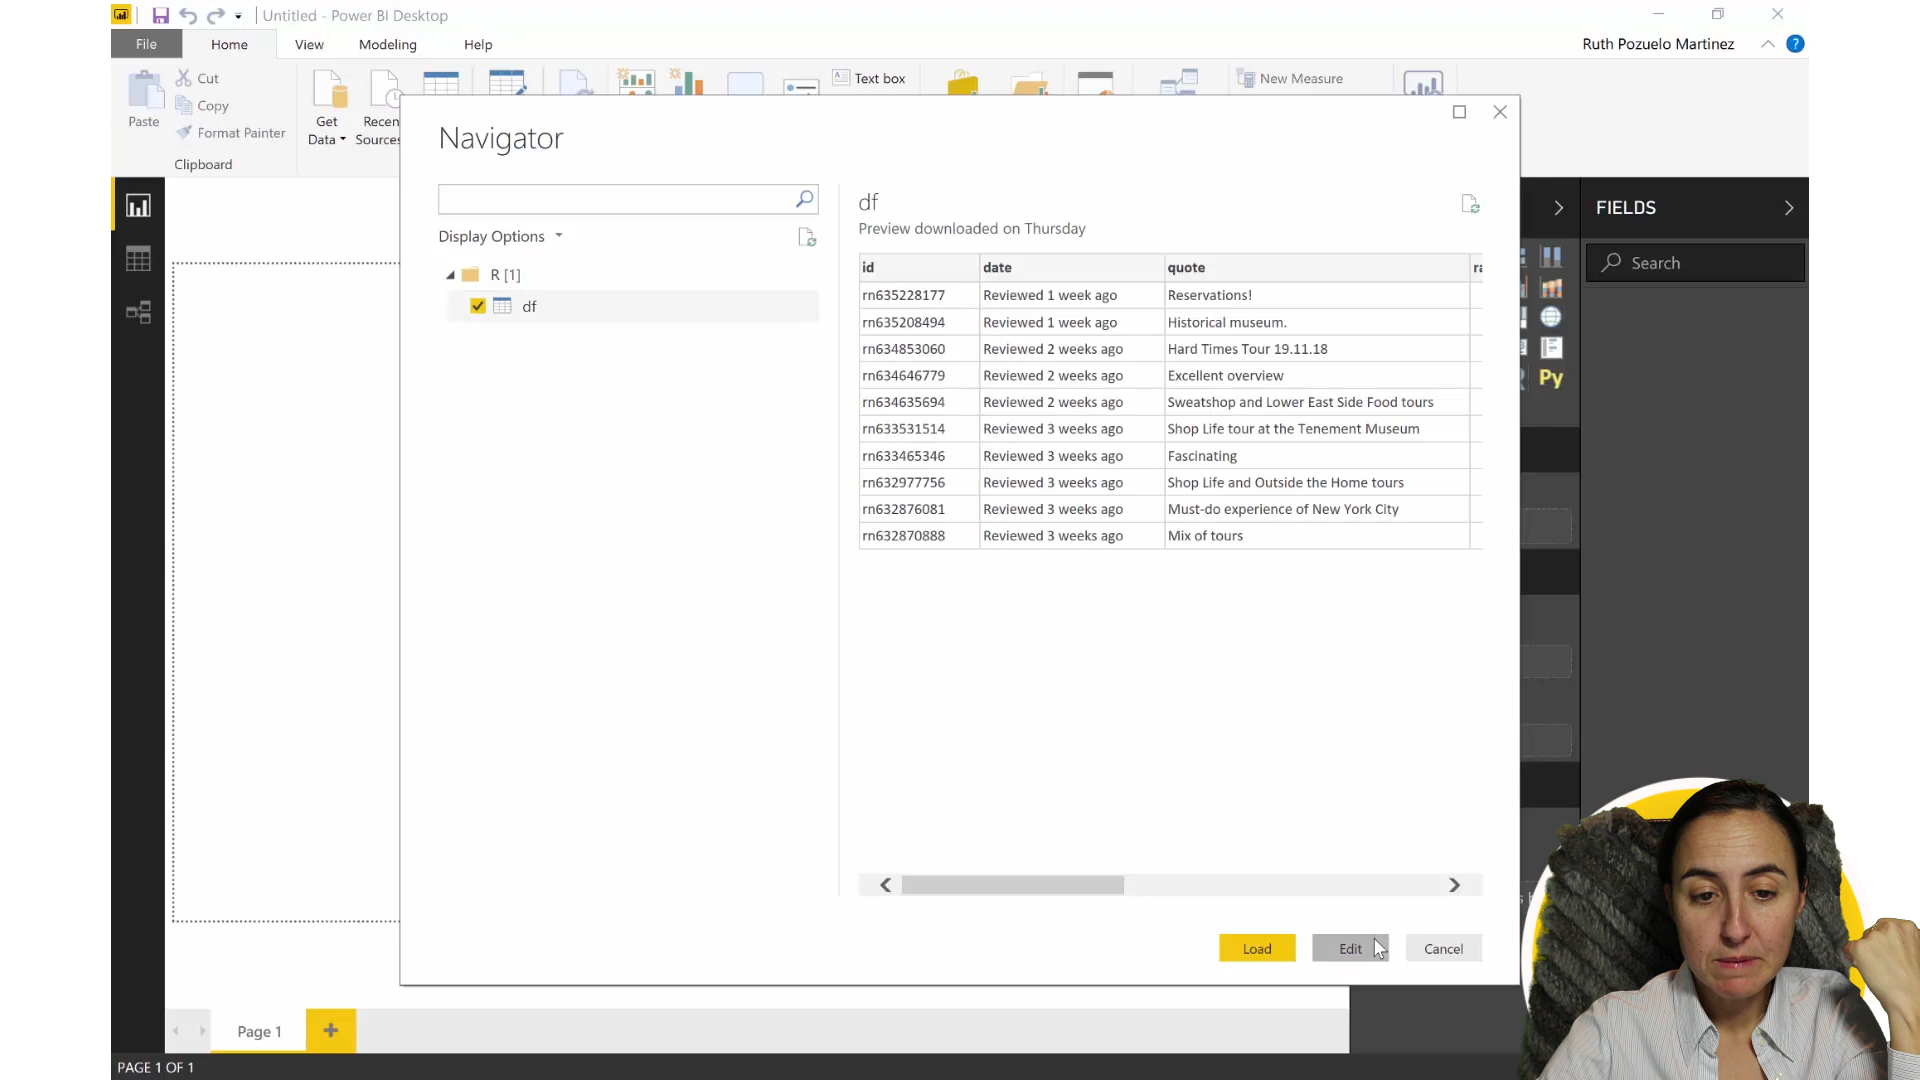 Untitled - Power BI Desktop
File Home View Modeling Help
Ruth Pozuelo Martinez
?
Paste
Cut
Copy
Format Painter
Clipboard
Get Data
Recent Sources
Text box
New Measure
Navigator
Display Options
R [1]
df
df
Preview downloaded on Thursday
id date quote
rn635228177 Reviewed 1 week ago Reservations!
rn635208494 Reviewed 1 week ago Historical museum.
rn634853060 Reviewed 2 weeks ago Hard Times Tour 19.11.18
rn634646779 Reviewed 2 weeks ago Excellent overview
rn634635694 Reviewed 2 weeks ago Sweatshop and Lower East Side Food tours
rn633531514 Reviewed 3 weeks ago Shop Life tour at the Tenement Museum
rn633465346 Reviewed 3 weeks ago Fascinating
rn632977756 Reviewed 3 weeks ago Shop Life and Outside the Home tours
rn632876081 Reviewed 3 weeks ago Must-do experience of New York City
rn632870888 Reviewed 3 weeks ago Mix of tours
Load Edit Cancel
FIELDS
Search
Py
Page 1 +
PAGE 1 OF 1